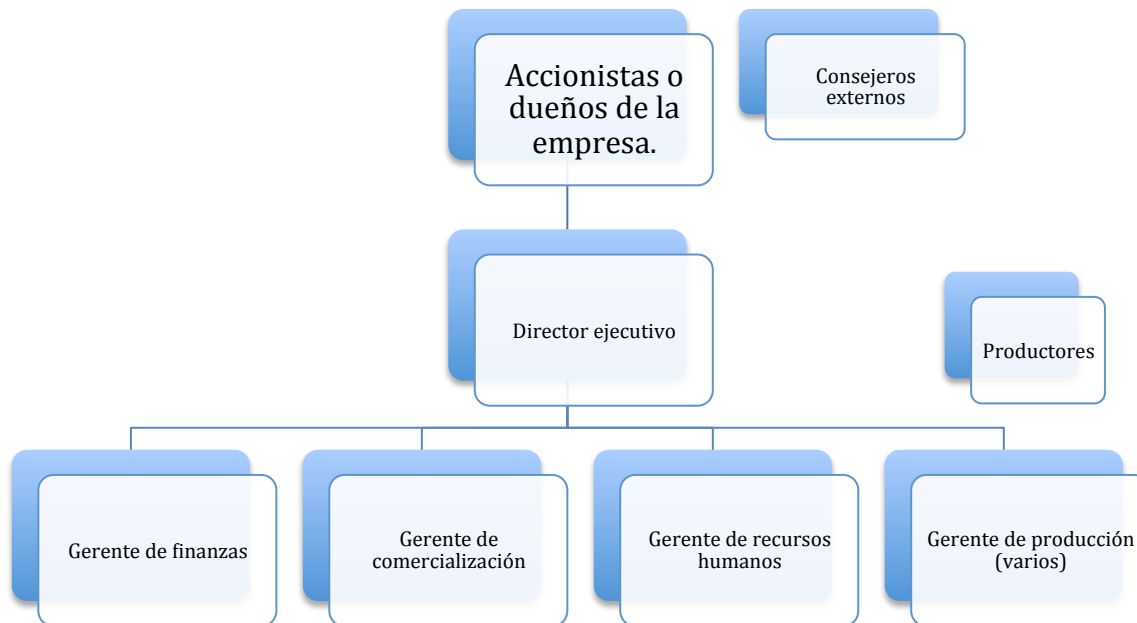 Accionistas o
dueños de la
empresa.
Consejeros
externos
Director ejecutivo
Productores
Gerente de finanzas
Gerente de
comercialización
Gerente de recursos
humanos
Gerente de producción
(varios)